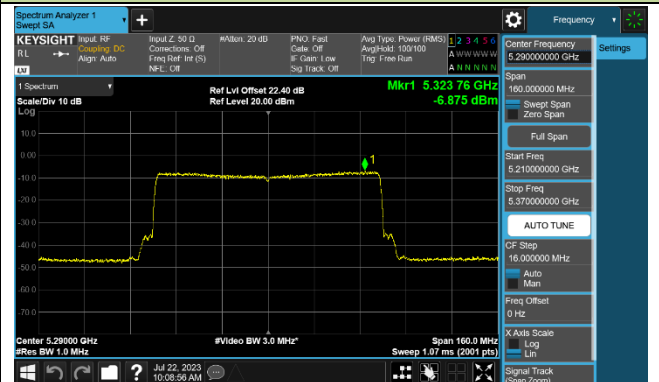 Spectrum Analyzer 1
Swept SA
+
Frequency
KEYSIGHT
RL
LXI
Input: RF
Coupling: DC
Align: Auto
Input Z: 50 Ω
Corrections: Off
Freq Ref: Int (S)
NFE: Off
#Atten: 20 dB
PNO: Fast
Gate: Off
IF Gain: Low
Sig Track: Off
Avg Type: Power (RMS)
Avg|Hold: 100/100
Trig: Free Run
1 2 3 4 5 6
A WWWWW
A N N N N N
1 Spectrum
Scale/Div 10 dB
Log
Ref Lvl Offset 22.40 dB
Ref Level 20.00 dBm
Mkr1 5.323 76 GHz
-6.875 dBm
10.0
0.00
-10.0
-20.0
-30.0
-40.0
-50.0
-60.0
-70.0
1
Center 5.29000 GHz
#Res BW 1.0 MHz
#Video BW 3.0 MHz*
Span 160.0 MHz
Sweep 1.07 ms (2001 pts)
?
Jul 22, 2023
10:08:56 AM
Center Frequency
5.290000000 GHz
Settings
Span
160.000000 MHz
Swept Span
Zero Span
Full Span
Start Freq
5.210000000 GHz
Stop Freq
5.370000000 GHz
AUTO TUNE
CF Step
16.000000 MHz
Auto
Man
Freq Offset
0 Hz
X Axis Scale
Log
Lin
Signal Track
(Span Zoom)